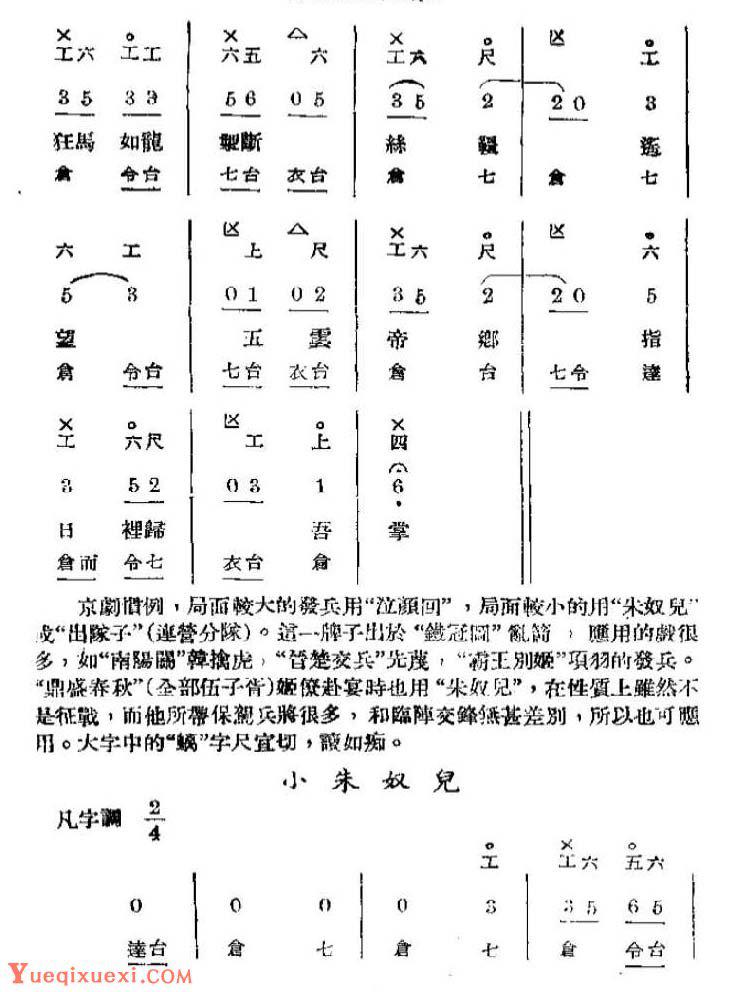 工六 工工 六五 六 工六 尺 工
3 5 3 3 5 6 0 5 3 5 2 2 0 3
狂馬 如龍 掣斷 絲 韁 遙
倉 令台 七台 衣台 倉 七 倉 七
六 工 上 尺 工六 尺 六
5 3 0 1 0 2 3 5 2 2 0 5
望 五 雲 帝 鄉 指
倉 令台 七台 衣台 倉 台 七令 達
工 六尺 工 上 四
3 5 2 0 3 1 6
日 裡歸 吾 掌
倉而 令七 衣台 倉
京劇慣例,局面較大的發兵用“泣顏回”,局面較小的用“朱奴兒”
或“出隊子”(連營分隊)。這一牌子出於“鐵冠圖”亂箭,應用的戲很
多,如“南陽關”韓擒虎,“晉楚交兵”先蔑,“霸王別姬”項羽的發兵。
“鼎盛春秋”(全部伍子胥)姬僚赴宴時也用“朱奴兒”,在性質上雖然不
是征戰,而他所帶保親兵將很多,和臨陣交鋒無甚差別,所以也可應
用。大字中的“螭”字尺宜切,讀如痴。
小朱奴兒
凡字調 2/4
工 工六 五六
0 0 0 0 3 3 5 6 5
達台 倉 七 倉 七 倉 令台
Yueqixuexi.com(乐器学习网)